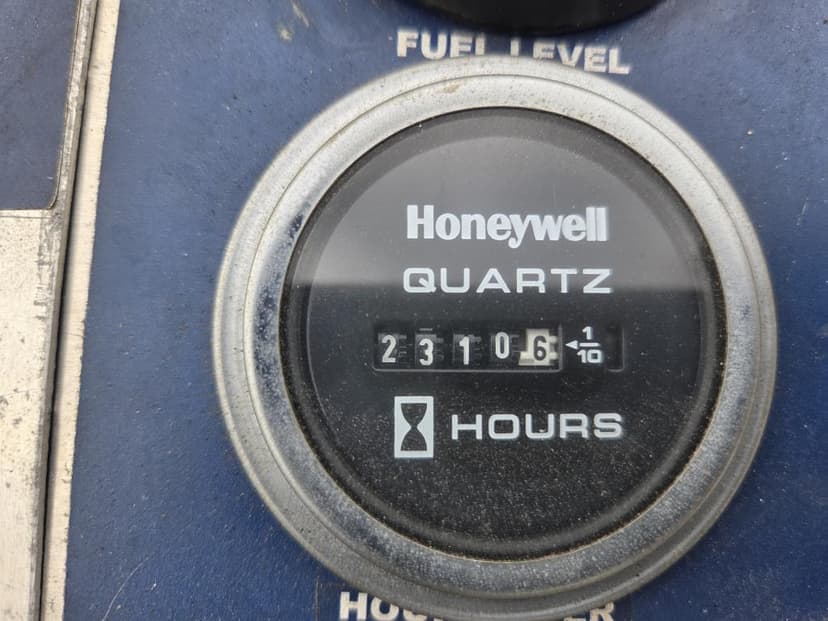 FUEL LEVEL
Honeywell
QUARTZ
2 3 1 0 6 ◄1/10
HOURS